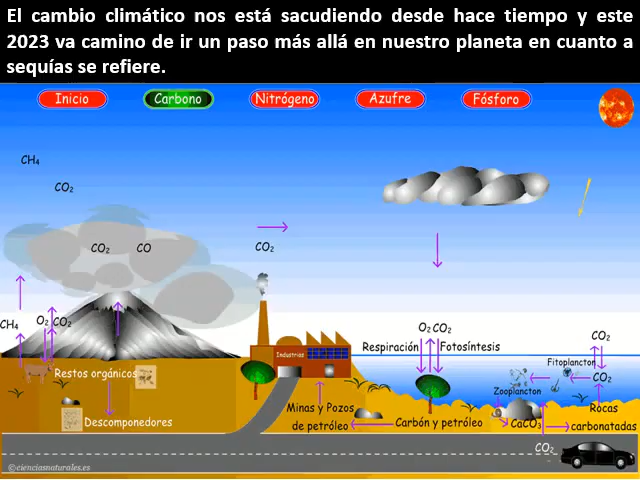 El cambio climático nos está sacudiendo desde hace tiempo y este
2023 va camino de ir un paso más allá en nuestro planeta en cuanto a
sequías se refiere.
Inicio
Carbono
Nitrógeno
Azufre
Fósforo
CH₄
CO₂
CO₂
CO
CO₂
CH₄
O₂
CO₂
O₂ CO₂
CO₂
Respiración
Fotosíntesis
Industrias
Fitoplancton
CO₂
Restos orgánicos
Zooplancton
Minas y Pozos
de petróleo
Carbón y petróleo
CaCO₃
Rocas
carbonatadas
Descomponedores
CO₂
©cienciasnaturales.es